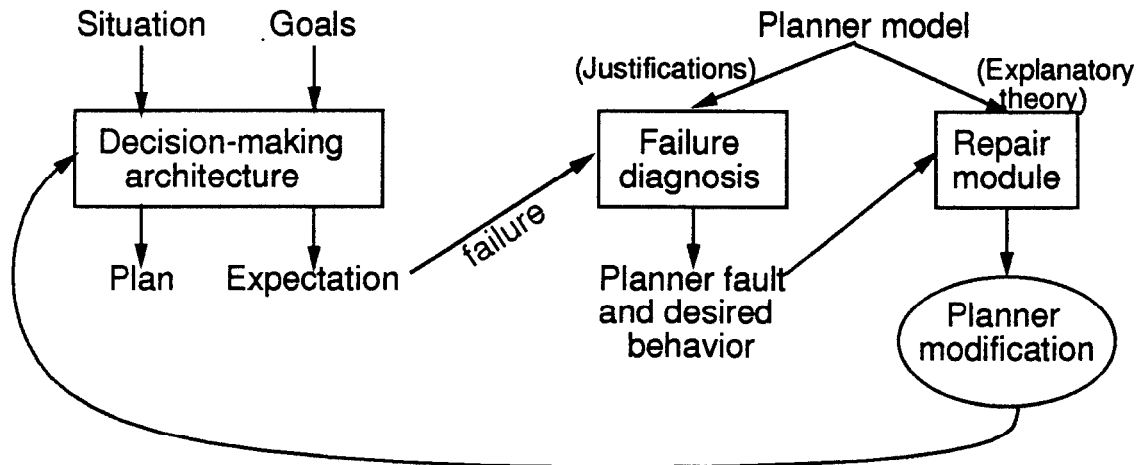 Situation
Goals
Planner model
(Justifications)
(Explanatory
theory)
Decision-making
architecture
Failure
diagnosis
Repair
module
failure
Plan
Expectation
Planner fault
and desired
behavior
Planner
modification